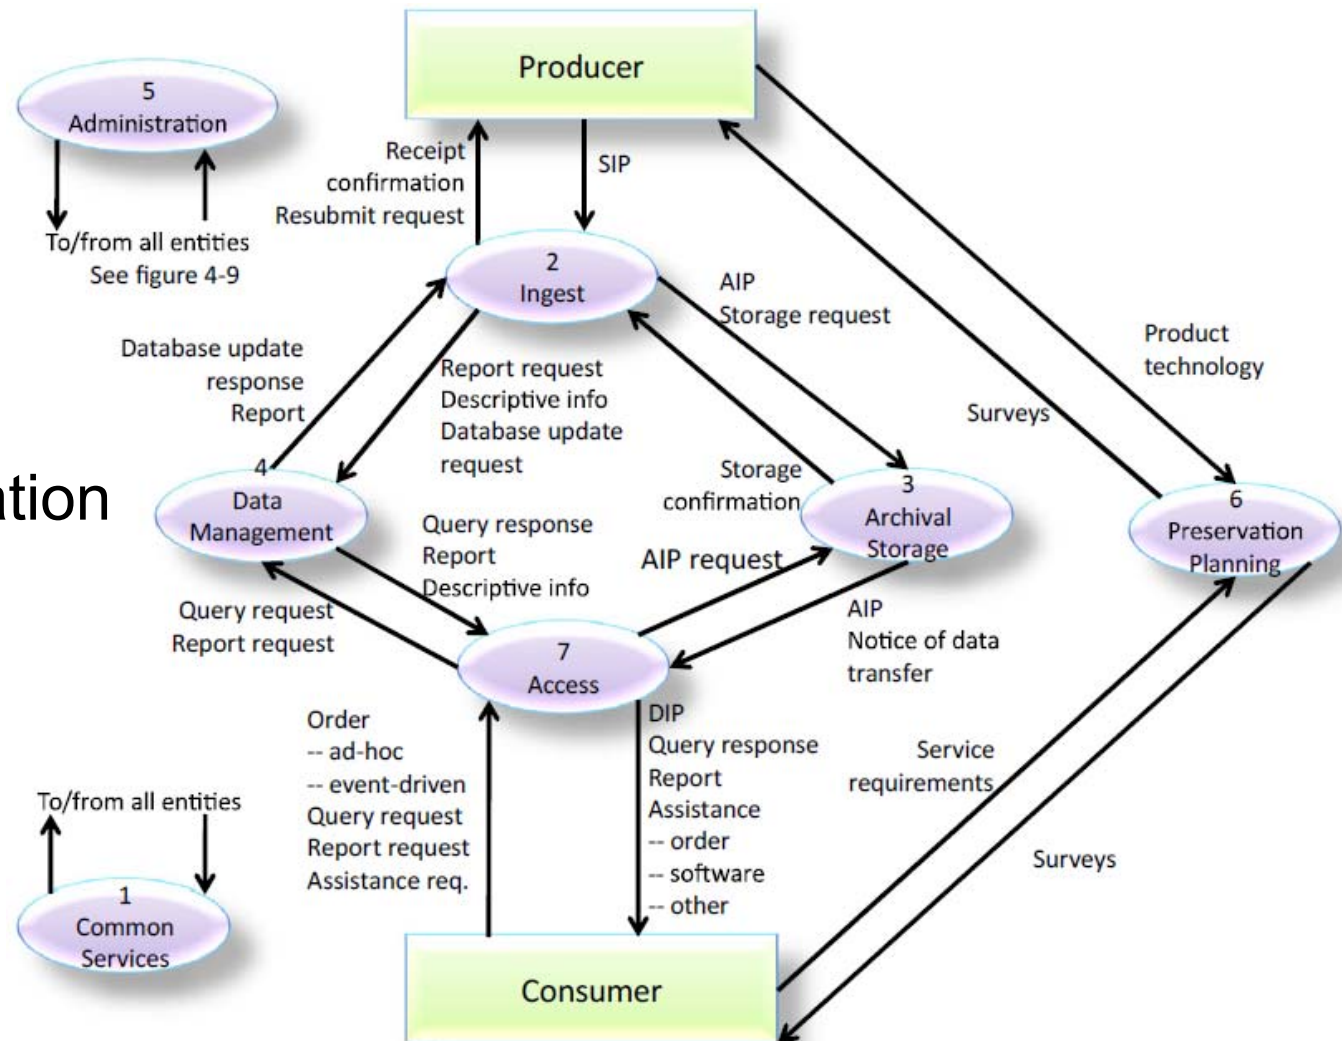 Producer
5
Administration
To/from all entities
See figure 4-9
Receipt
confirmation
Resubmit request
SIP
2
Ingest
AIP
Storage request
Product
technology
Surveys
Database update
response
Report
Report request
Descriptive info
Database update
request
ation
4
Data
Management
Storage
confirmation
3
Archival
Storage
6
Preservation
Planning
Query response
Report
Descriptive info
AIP request
Query request
Report request
AIP
Notice of data
transfer
7
Access
Order
-- ad-hoc
-- event-driven
Query request
Report request
Assistance req.
DIP
Query response
Report
Assistance
-- order
-- software
-- other
Service
requirements
Surveys
To/from all entities
1
Common
Services
Consumer